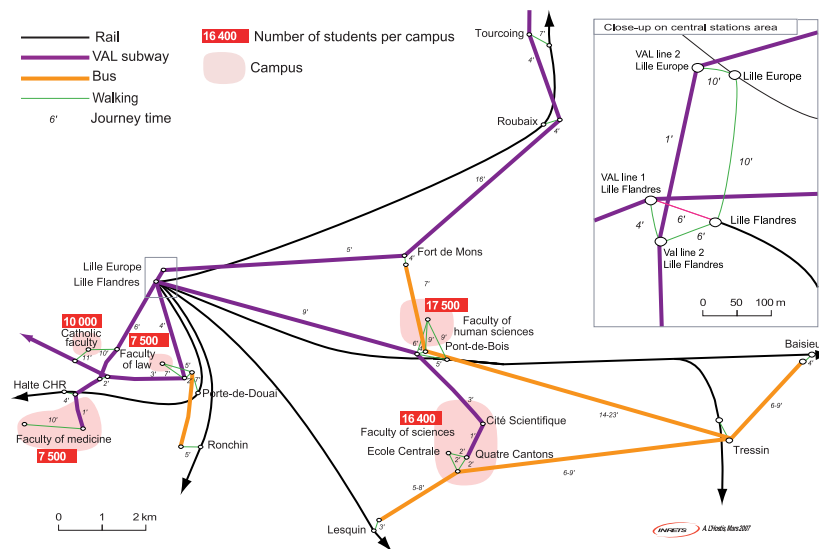 Rail
VAL subway
Bus
Walking
6' Journey time
16 400 Number of students per campus
Campus
Tourcoing
7'
4'
Roubaix
4'
16'
Close-up on central stations area
VAL line 2
Lille Europe
Lille Europe
10'
1'
10'
VAL line 1
Lille Flandres
6'
Lille Flandres
4'
6'
Val line 2
Lille Flandres
0 50 100 m
Lille Europe
Lille Flandres
5'
Fort de Mons
4'
7'
9'
17 500
Faculty of
human sciences
9'
9'
Pont-de-Bois
6'
5'
Baisieu
4'
10 000
Catholic
faculty
10'
11'
6'
4'
7 500
Faculty
of law
5'
7'
3'
2'
2'
7'
Porte-de-Douai
Halte CHR
4'
1'
10'
Faculty of medicine
7 500
5'
Ronchin
16 400
Faculty of sciences
3'
Cité Scientifique
1'
Ecole Centrale
2'
2'
2'
Quatre Cantons
14-23'
6-9'
Tressin
6-9'
5-8'
Lesquin
3'
0 1 2 km
INRETS
A. L'Hostis, Mars 2007